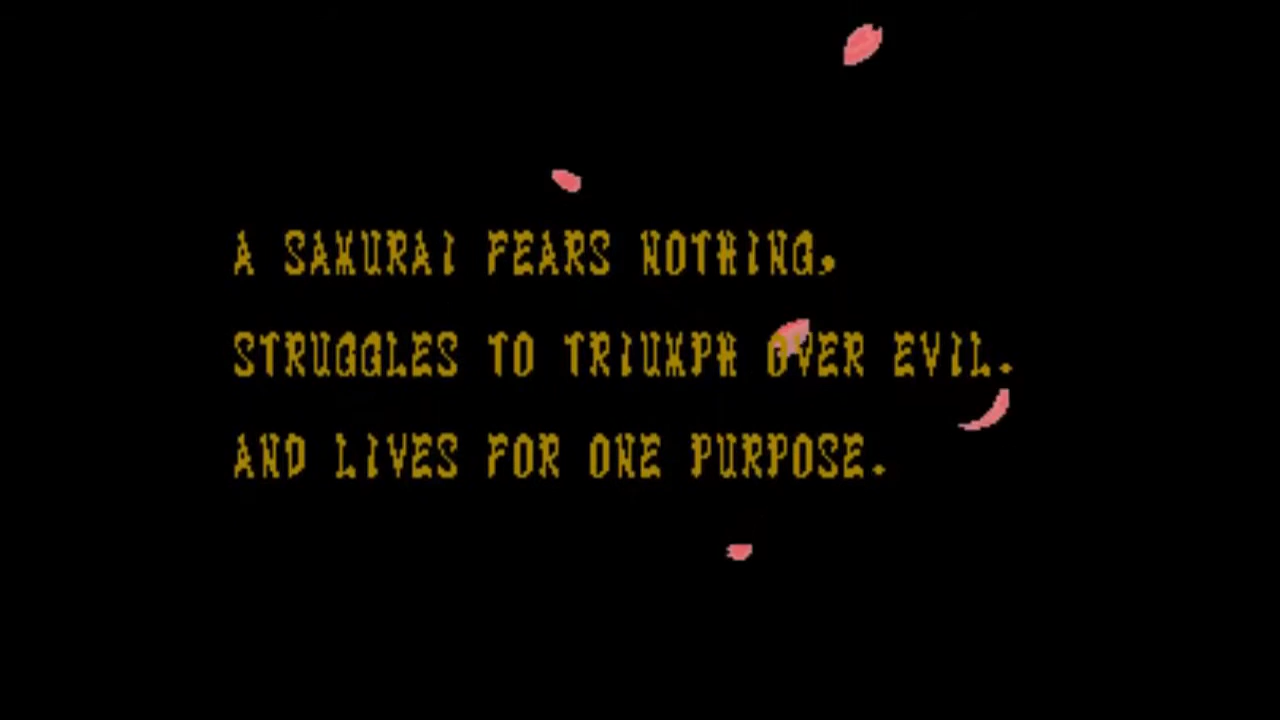 A SAMURAI FEARS NOTHING,
STRUGGLES TO TRIUMPH OVER EVIL.
AND LIVES FOR ONE PURPOSE.